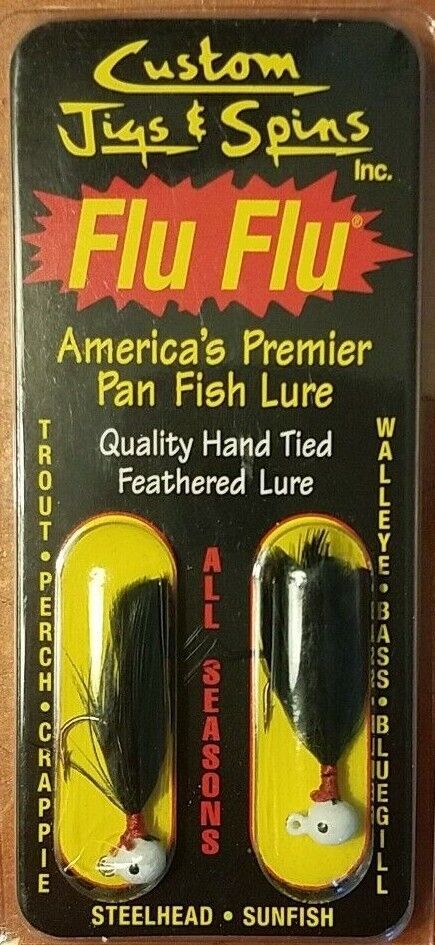 Custom
Jigs & Spins
Inc.
Flu Flu®
America's Premier
Pan Fish Lure
Quality Hand Tied
Feathered Lure
TROUT • PERCH • CRAPPIE
ALL SEASONS
WALLEYE • BASS • BLUEGILL
STEELHEAD • SUNFISH